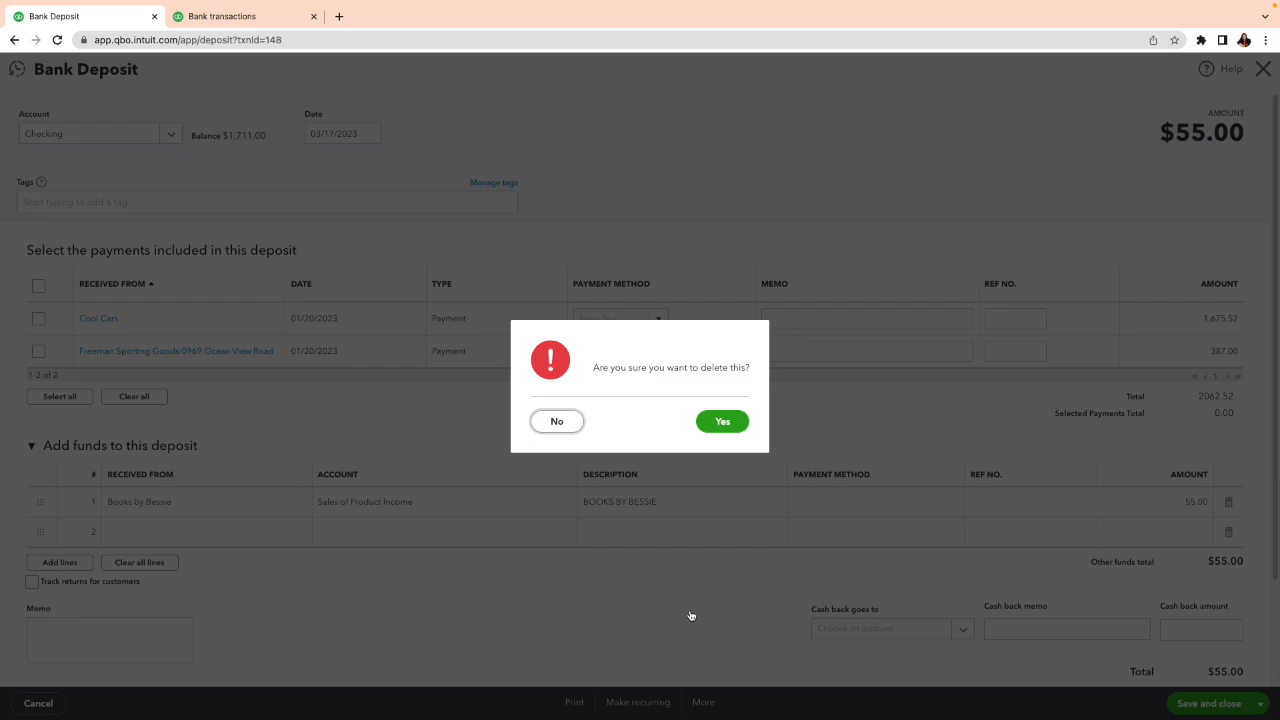 Bank Deposit
Bank transactions
app.qbo.intuit.com/app/deposit?txnId=148
Bank Deposit
Help
Account
Date
AMOUNT
Checking
Balance $1,711.00
03/17/2023
$55.00
Tags
Manage tags
Start typing to add a tag
Select the payments included in this deposit
RECEIVED FROM DATE TYPE PAYMENT METHOD MEMO REF NO. AMOUNT
Cool Cars 01/20/2023 Payment Enter Text 1,675.52
Freeman Sporting Goods:0969 Ocean View Road 01/20/2023 Payment 387.00
1-2 of 2
1
Select all Clear all
Total 2062.52
Selected Payments Total 0.00
Are you sure you want to delete this?
No Yes
Add funds to this deposit
# RECEIVED FROM ACCOUNT DESCRIPTION PAYMENT METHOD REF NO. AMOUNT
1 Books by Bessie Sales of Product Income BOOKS BY BESSIE 55.00
2
Add lines Clear all lines
Other funds total $55.00
Track returns for customers
Memo
Cash back goes to Cash back memo Cash back amount
Choose an account
Total $55.00
Cancel Print Make recurring More Save and close